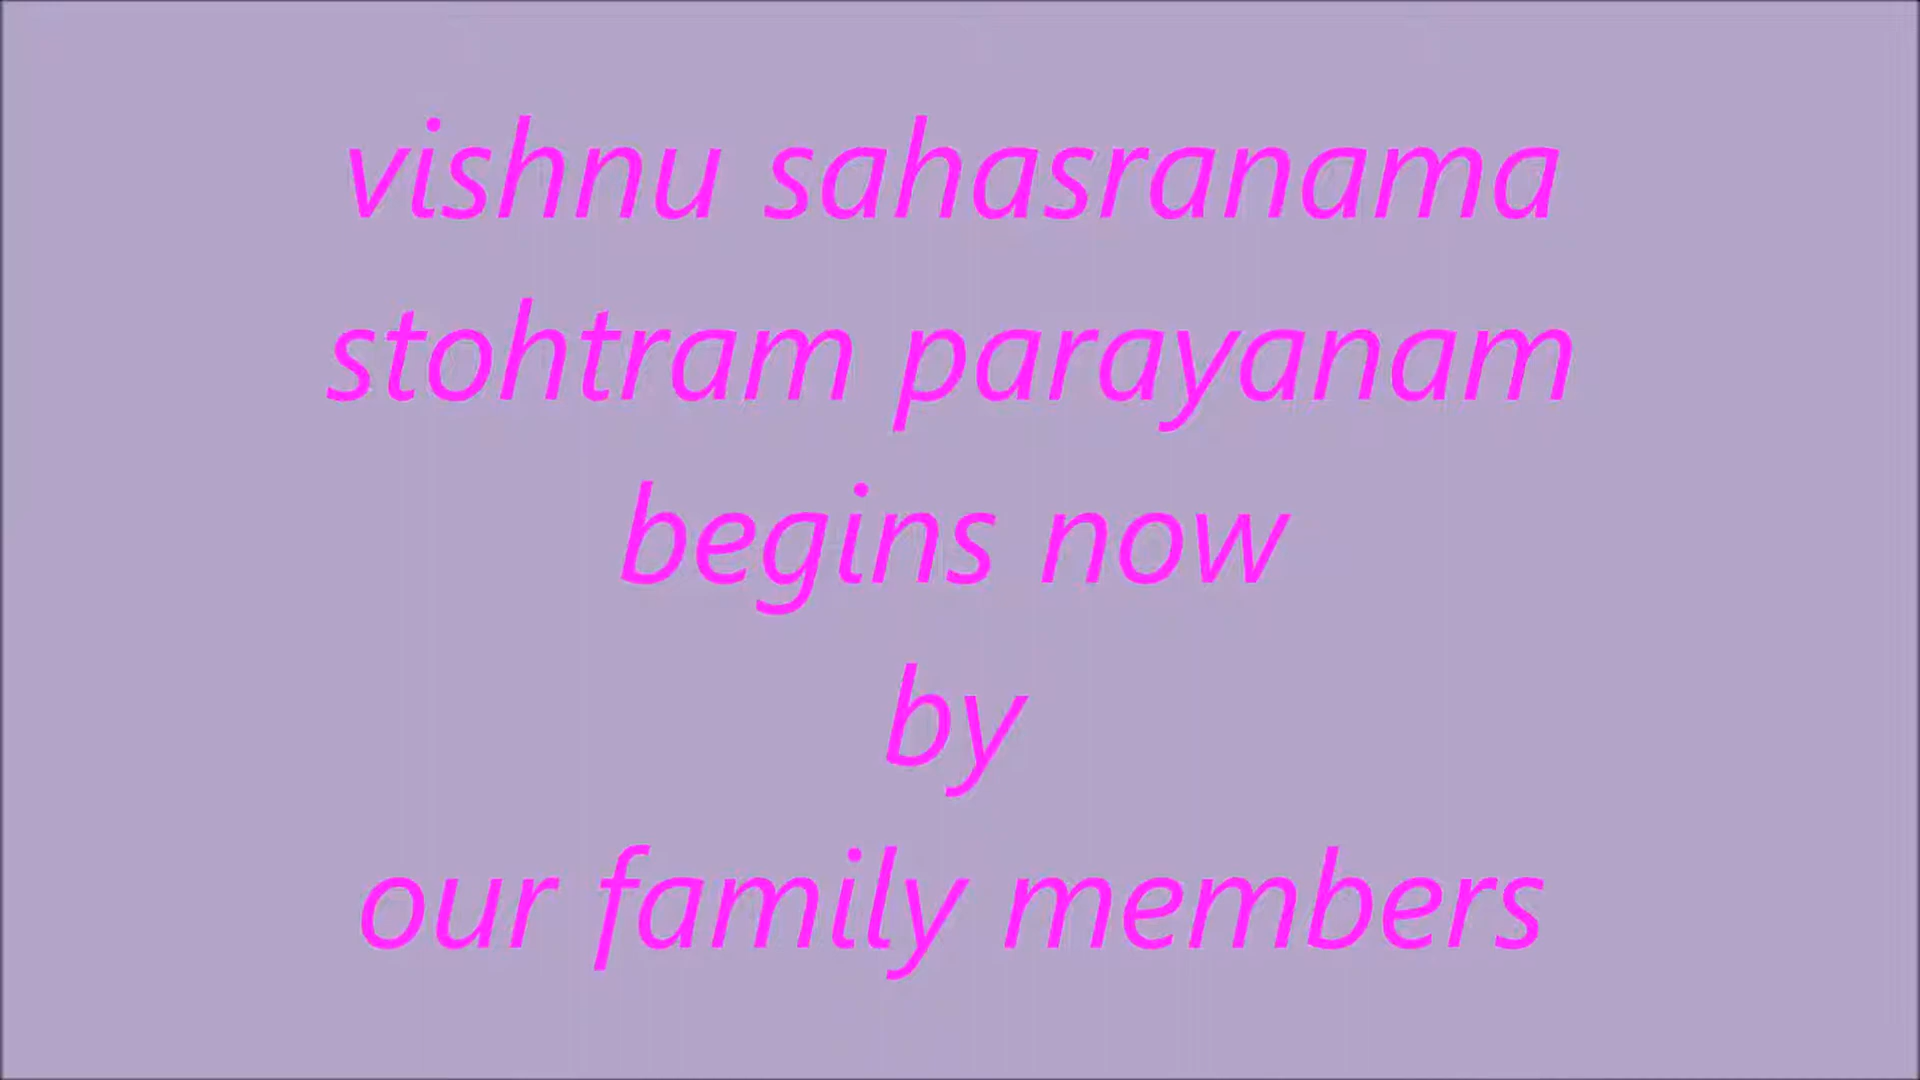 vishnu sahasranama
stohtram parayanam
begins now
by
our family members